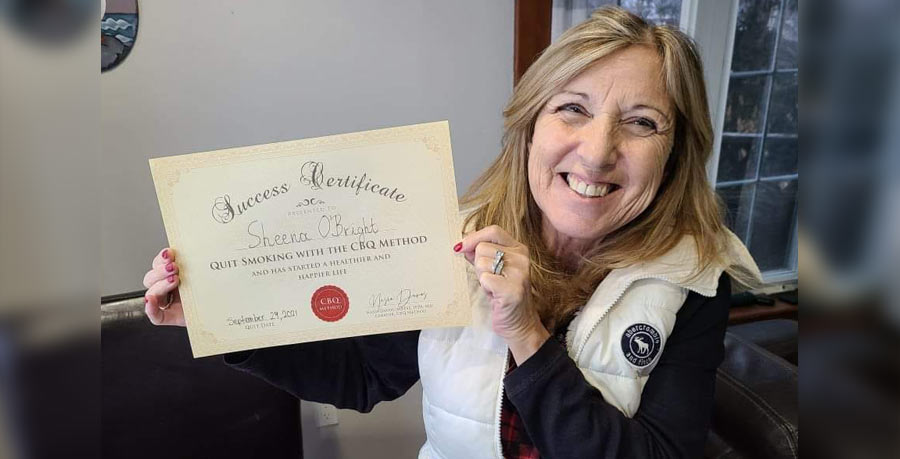 Success Certificate
PRESENTED TO
Sheena O'Bright
QUIT SMOKING WITH THE CBQ METHOD
AND HAS STARTED A HEALTHIER AND
HAPPIER LIFE
September 29, 2021
QUIT DATE
CBQ
METHOD
abercrombie
and fitch